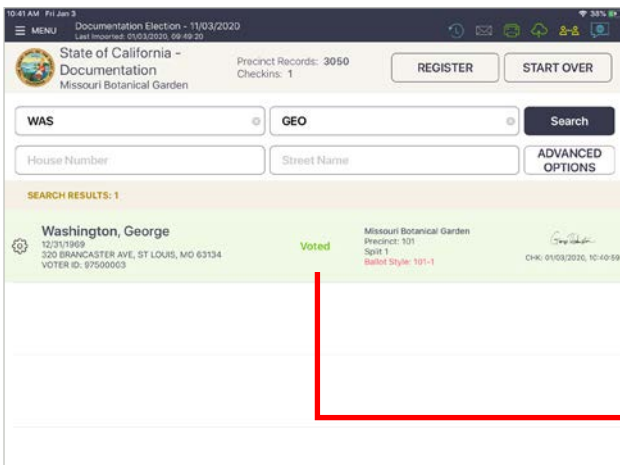 10:41 AM Fri Jan 3
38%
MENU
Documentation Election - 11/03/2020
Last Imported: 01/03/2020, 09:49:20
State of California -
Documentation
Missouri Botanical Garden
Precinct Records: 3050
Checkins: 1
REGISTER
START OVER
WAS
GEO
Search
House Number
Street Name
ADVANCED
OPTIONS
SEARCH RESULTS: 1
Washington, George
12/31/1969
320 BRANCASTER AVE, ST LOUIS, MO 63134
VOTER ID: 97500003
Voted
Missouri Botanical Garden
Precinct: 101
Split 1
Ballot Style: 101-1
CHK: 01/03/2020, 10:40:59